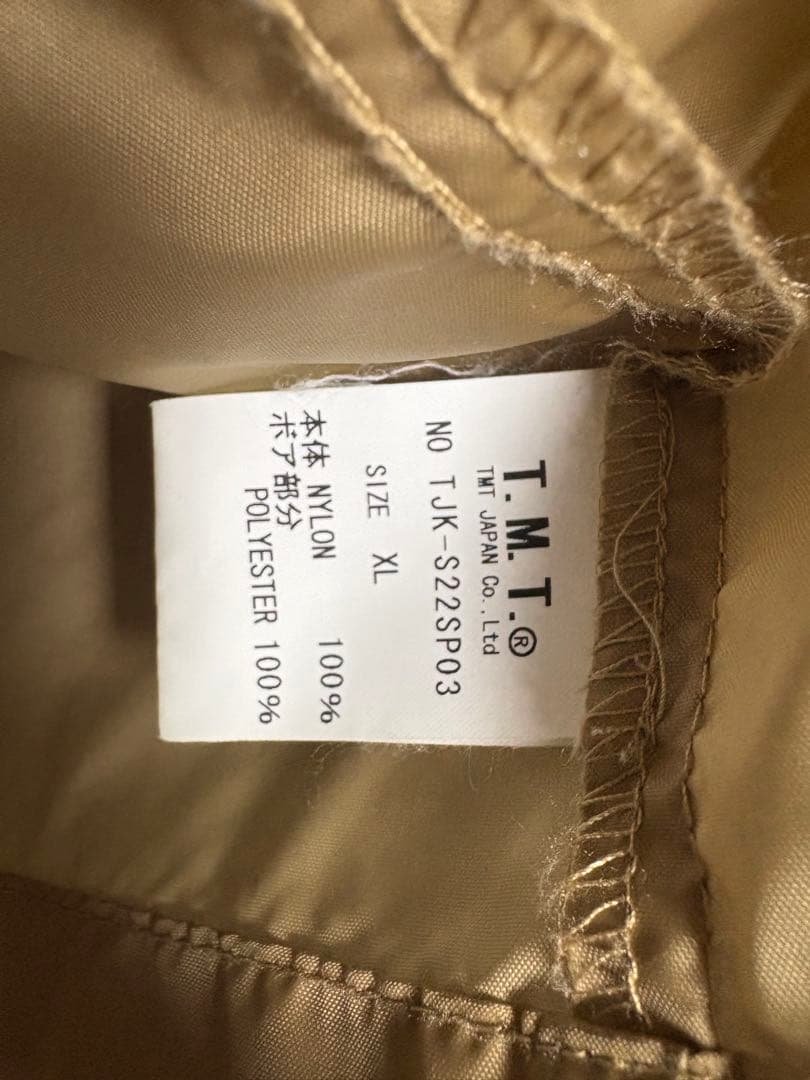 T.M.T.®
TMT JAPAN Co.,Ltd
NO TJK-S22SP03
SIZE XL
本体 NYLON 100%
ボア部分
POLYESTER 100%